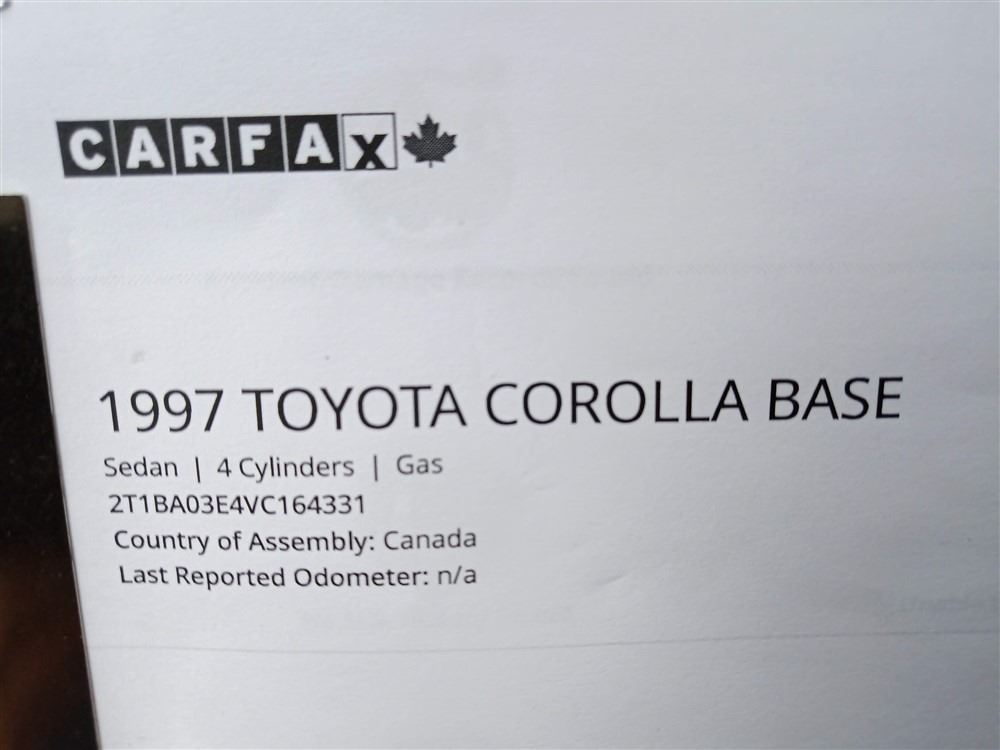 CARFAX
1997 TOYOTA COROLLA BASE
Sedan | 4 Cylinders | Gas
2T1BA03E4VC164331
Country of Assembly: Canada
Last Reported Odometer: n/a